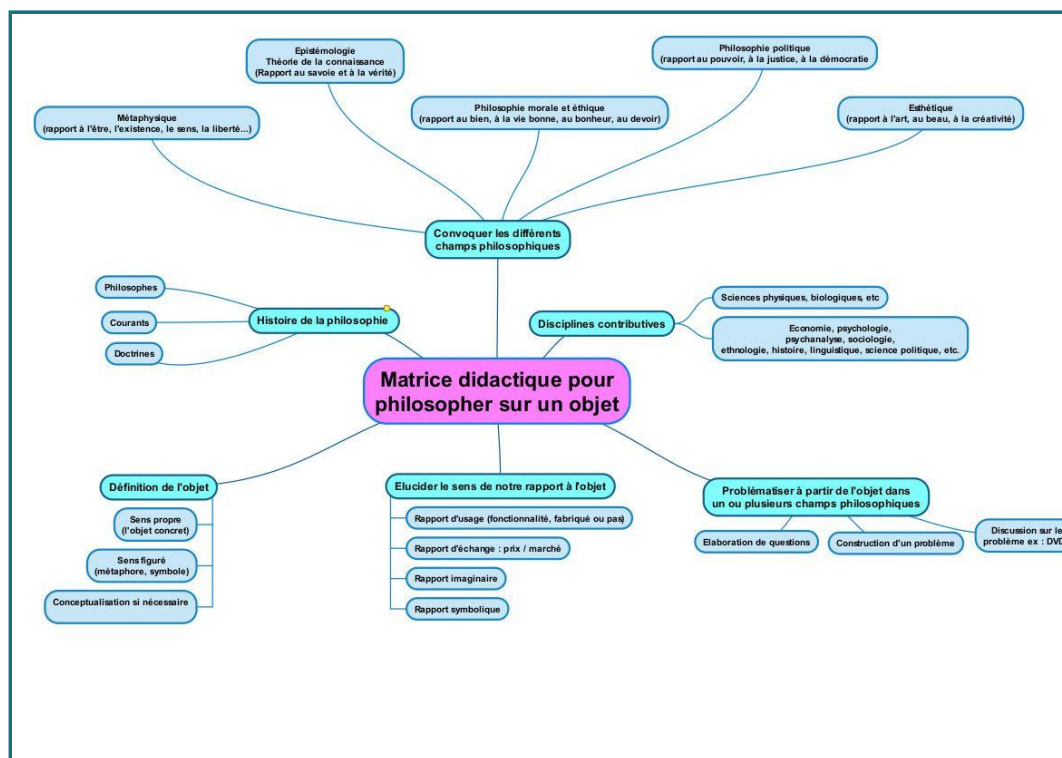 Epistémologie
Théorie de la connaissance
(Rapport au savoie et à la vérité)
Philosophie politique
(rapport au pouvoir, à la justice, à la démocratie
Métaphysique
(rapport à l'être, l'existence, le sens, la liberté...)
Philosophie morale et éthique
(rapport au bien, à la vie bonne, au bonheur, au devoir)
Esthétique
(rapport à l'art, au beau, à la créativité)
Convoquer les différents
champs philosophiques
Philosophes
Courants
Doctrines
Histoire de la philosophie
Disciplines contributives
Sciences physiques, biologiques, etc
Economie, psychologie,
psychanalyse, sociologie,
ethnologie, histoire, linguistique, science politique, etc.
Matrice didactique pour
philosopher sur un objet
Définition de l'objet
Sens propre
(l'objet concret)
Sens figuré
(métaphore, symbole)
Conceptualisation si nécessaire
Elucider le sens de notre rapport à l'objet
Rapport d'usage (fonctionnalité, fabriqué ou pas)
Rapport d'échange : prix / marché
Rapport imaginaire
Rapport symbolique
Problématiser à partir de l'objet dans
un ou plusieurs champs philosophiques
Elaboration de questions
Construction d'un problème
Discussion sur le
problème ex : DVD